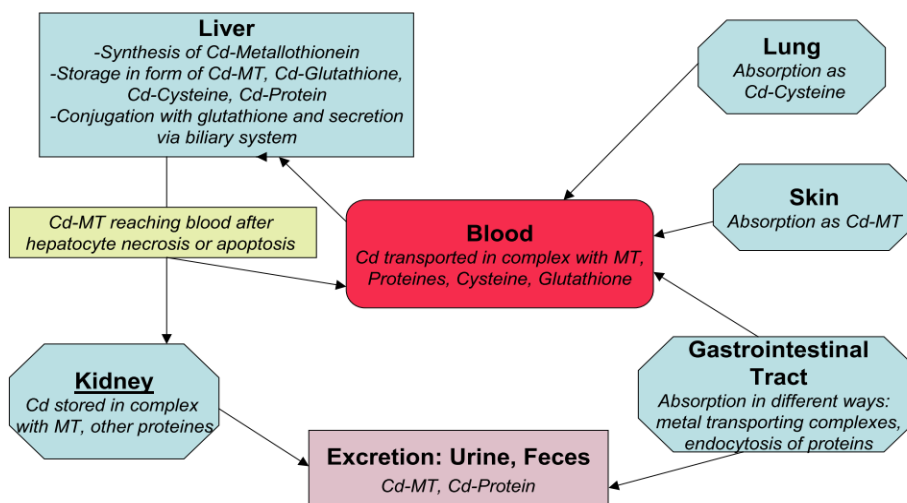 Liver
-Synthesis of Cd-Metallothionein
-Storage in form of Cd-MT, Cd-Glutathione,
Cd-Cysteine, Cd-Protein
-Conjugation with glutathione and secretion
via biliary system
Lung
Absorption as
Cd-Cysteine
Skin
Absorption as Cd-MT
Cd-MT reaching blood after
hepatocyte necrosis or apoptosis
Blood
Cd transported in complex with MT,
Proteines, Cysteine, Glutathione
Kidney
Cd stored in complex
with MT, other proteines
Gastrointestinal
Tract
Absorption in different ways:
metal transporting complexes,
endocytosis of proteins
Excretion: Urine, Feces
Cd-MT, Cd-Protein